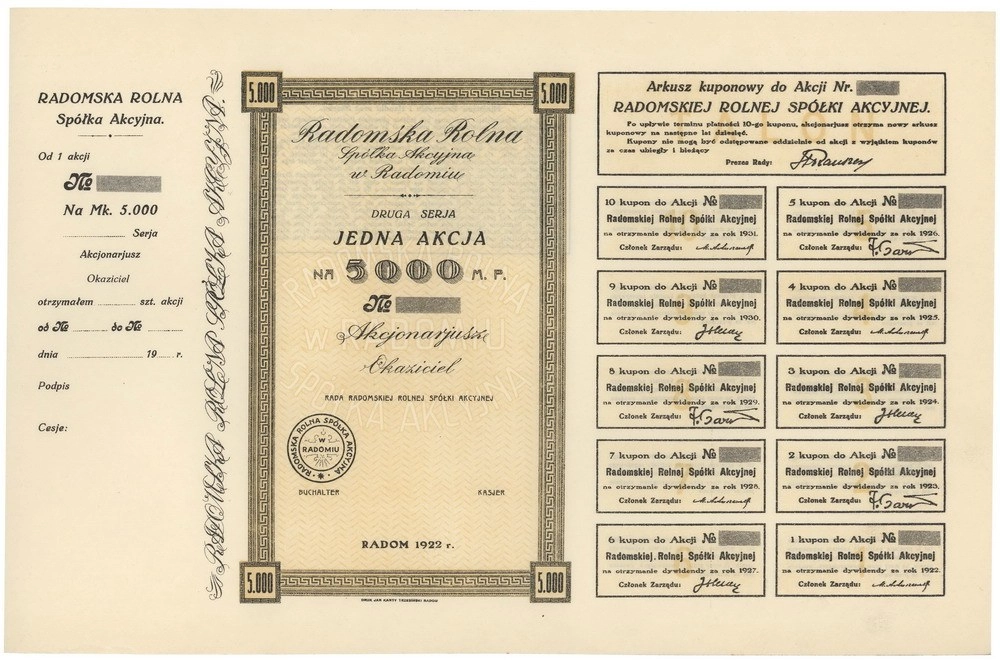 RADOMSKA ROLNA
Spółka Akcyjna.
Od 1 akcji
№
Na Mk. 5.000
Serja
Akcjonarjusz
Okaziciel
otrzymałem szt. akcji
od № do №
dnia 19 r.
Podpis
Cesje:
RADOMSKA ROLNA SPÓŁKA AKCYJNA.
5.000
5.000
Radomska Rolna
Spółka Akcyjna
w Radomiu
DRUGA SERJA
JEDNA AKCJA
NA 5000 M. P.
№
Akcjonarjusz
Okaziciel
RADA RADOMSKIEJ ROLNEJ SPÓŁKI AKCYJNEJ
RADOMSKA ROLNA SPÓŁKA AKCYJNA
W
RADOMIU
BUCHALTER KASJER
RADOM 1922 r.
5.000
5.000
DRUK JAN KANTY TRZEBIŃSKI RADOM
Arkusz kuponowy do Akcji Nr.
RADOMSKIEJ ROLNEJ SPÓŁKI AKCYJNEJ.
Po upływie terminu płatności 10-go kuponu, akcjonarjusz otrzyma nowy arkusz
kuponowy na następne lat dziesięć.
Kupony nie mogą być odstępowane oddzielnie od akcji z wyjątkiem kuponów
za czas ubiegły i bieżący
Prezes Rady:
10 kupon do Akcji №
Radomskiej Rolnej Spółki Akcyjnej
na otrzymanie dywidendy za rok 1931.
Członek Zarządu:
5 kupon do Akcji №
Radomskiej Rolnej Spółki Akcyjnej
na otrzymanie dywidendy za rok 1926.
Członek Zarządu:
9 kupon do Akcji №
Radomskiej Rolnej Spółki Akcyjnej
na otrzymanie dywidendy za rok 1930.
Członek Zarządu:
4 kupon do Akcji №
Radomskiej Rolnej Spółki Akcyjnej
na otrzymanie dywidendy za rok 1925.
Członek Zarządu:
8 kupon do Akcji №
Radomskiej Rolnej Spółki Akcyjnej
na otrzymanie dywidendy za rok 1929.
Członek Zarządu:
3 kupon do Akcji №
Radomskiej Rolnej Spółki Akcyjnej
na otrzymanie dywidendy za rok 1924.
Członek Zarządu:
7 kupon do Akcji №
Radomskiej Rolnej Spółki Akcyjnej
na otrzymanie dywidendy za rok 1928.
Członek Zarządu:
2 kupon do Akcji №
Radomskiej Rolnej Spółki Akcyjnej
na otrzymanie dywidendy za rok 1923.
Członek Zarządu:
6 kupon do Akcji №
Radomskiej. Rolnej Spółki Akcyjnej
na otrzymanie dywidendy za rok 1927.
Członek Zarządu:
1 kupon do Akcji №
Radomskiej Rolnej Spółki Akcyjnej
na otrzymanie dywidendy za rok 1922.
Członek Zarządu: